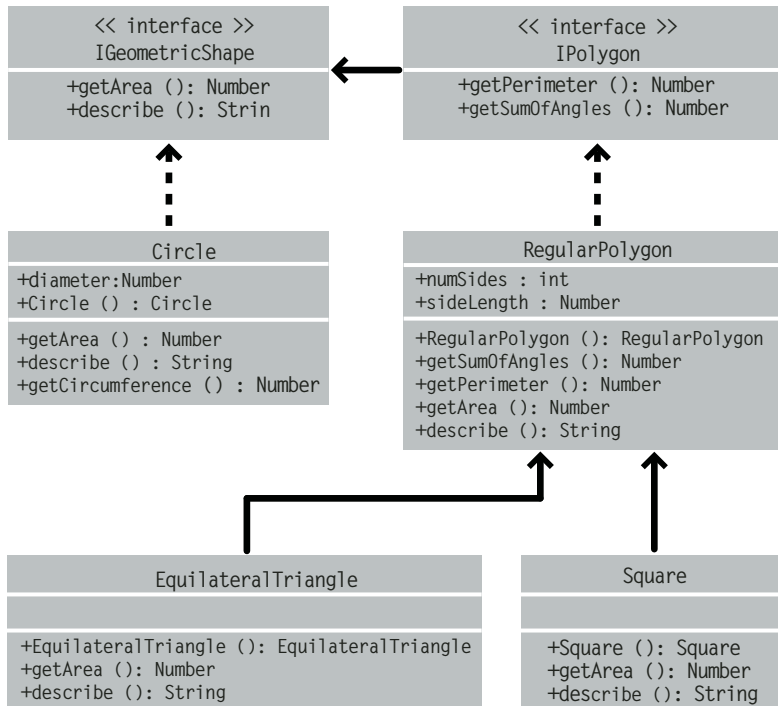 << interface >>
IGeometricShape
+getArea (): Number
+describe (): Strin
<< interface >>
IPolygon
+getPerimeter (): Number
+getSumOfAngles (): Number
Circle
+diameter:Number
+Circle () : Circle
+getArea () : Number
+describe () : String
+getCircumference () : Number
RegularPolygon
+numSides : int
+sideLength : Number
+RegularPolygon (): RegularPolygon
+getSumOfAngles (): Number
+getPerimeter (): Number
+getArea (): Number
+describe (): String
EquilateralTriangle
+EquilateralTriangle (): EquilateralTriangle
+getArea (): Number
+describe (): String
Square
+Square (): Square
+getArea (): Number
+describe (): String